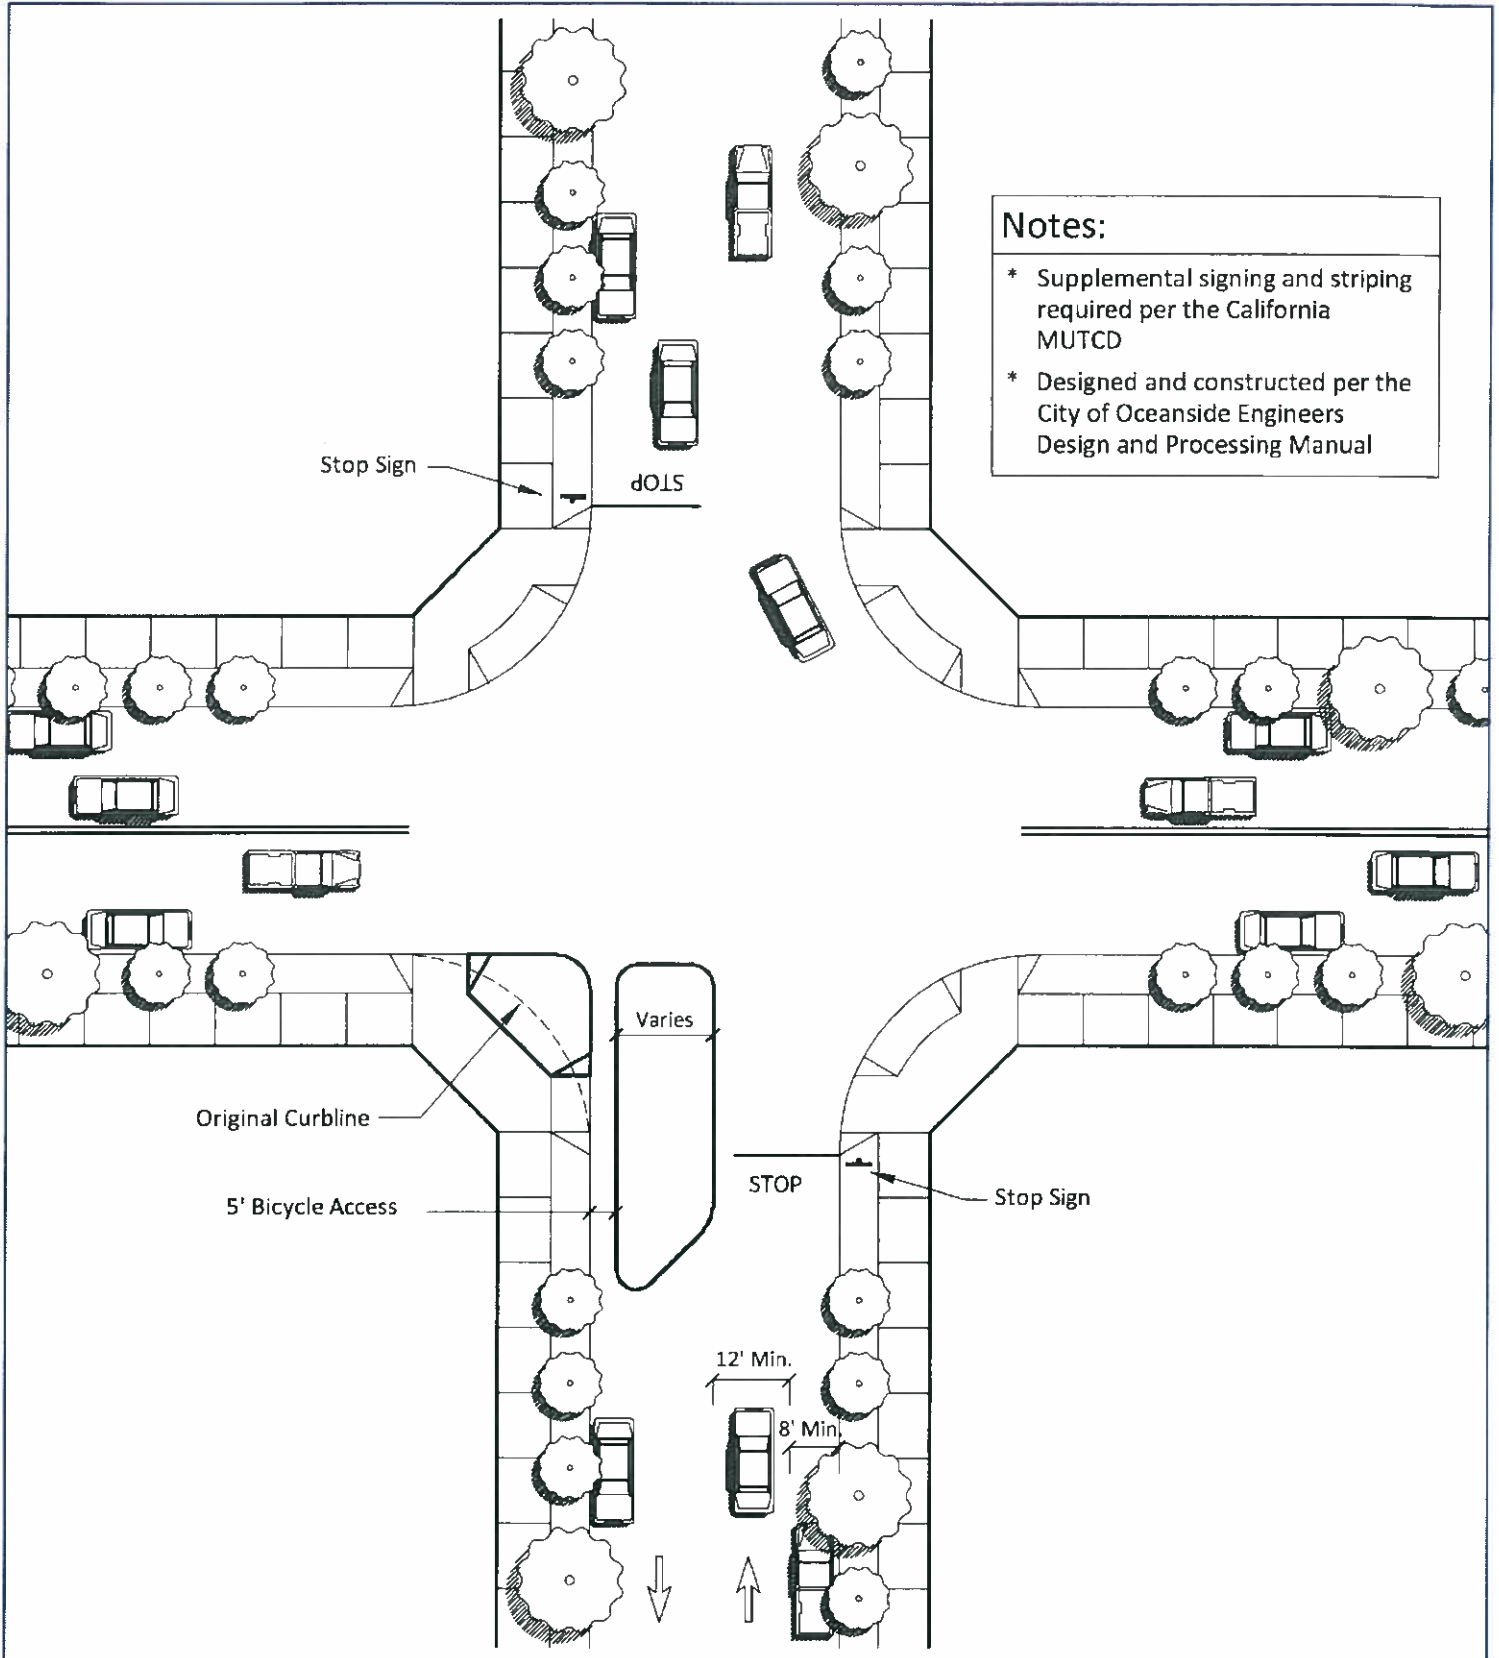 Notes:
* Supplemental signing and striping
required per the California
MUTCD
* Designed and constructed per the
City of Oceanside Engineers
Design and Processing Manual
Stop Sign
STOP
Varies
Original Curbline
STOP
5' Bicycle Access
Stop Sign
12' Min.
8' Min.